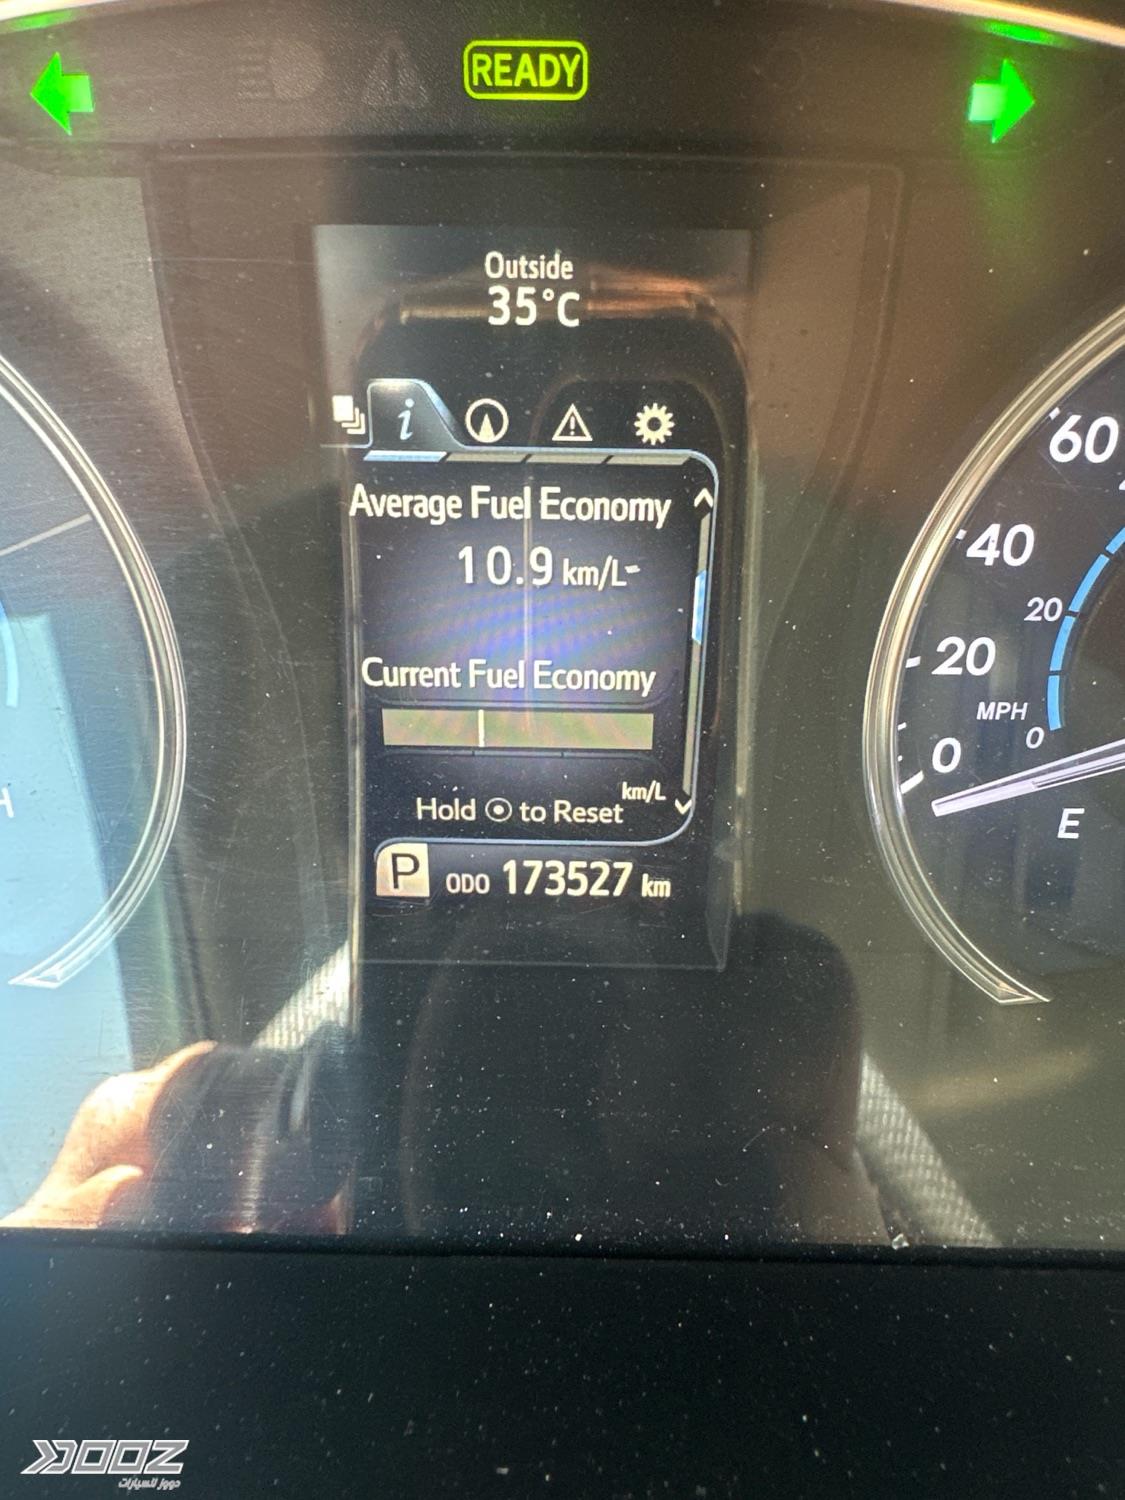 READY
Outside
35°C
i
Average Fuel Economy
10.9 km/L
Current Fuel Economy
km/L
Hold to Reset
P ODO 173527 km
60
40
20
20
MPH
0
0
E
H
DOOZ
دووز للسيارات